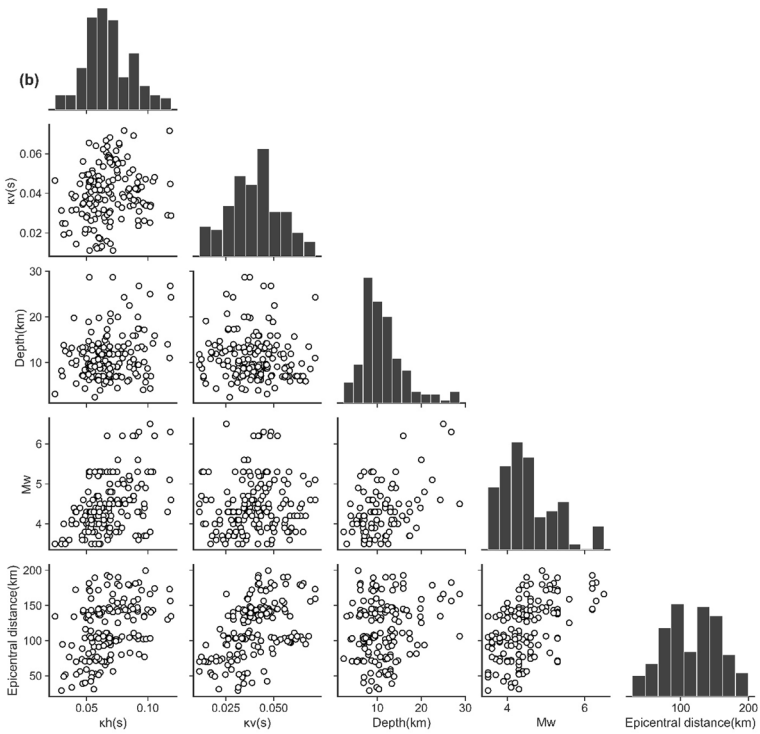 (b)
κv(s)
0.06
0.04
0.02
Depth(km)
30
20
10
Mw
6
5
4
Epicentral distance(km)
200
150
100
50
0.05 0.10
κh(s)
0.025 0.050
κv(s)
0 10 20 30
Depth(km)
4 6
Mw
100 200
Epicentral distance(km)